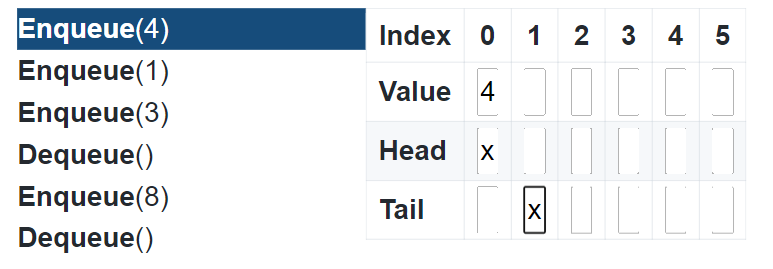 Enqueue(4)
Enqueue(1)
Enqueue(3)
Dequeue()
Enqueue(8)
Dequeue()
Index 0 1 2 3 4 5
Value 4
Head x
Tail x